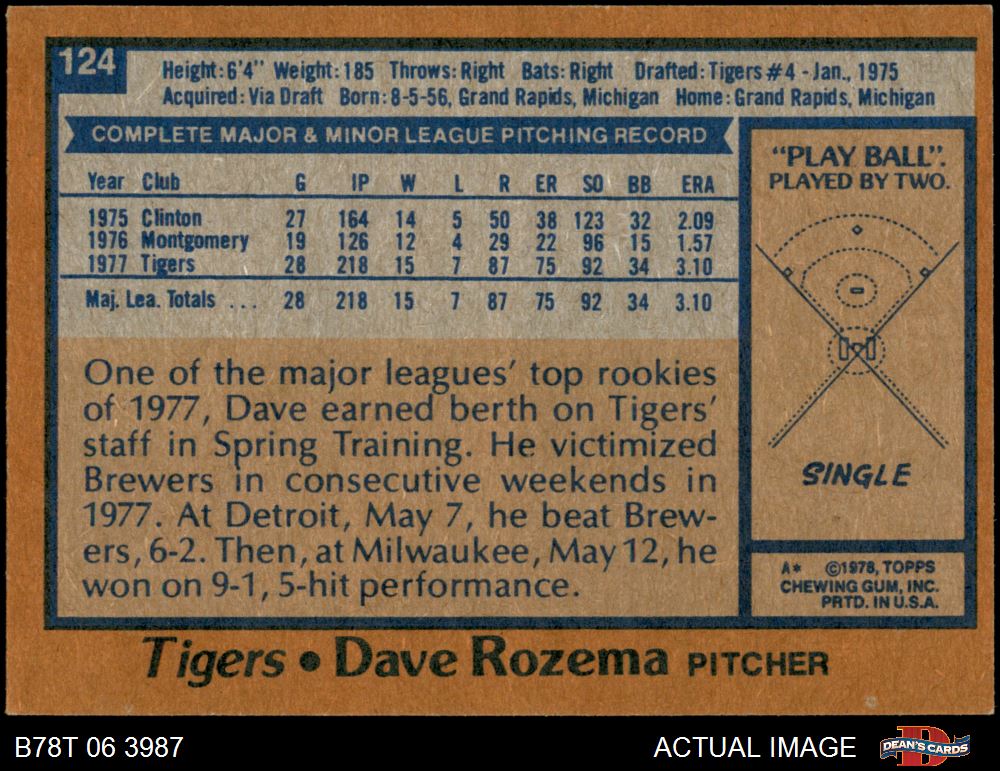 124
Height:6'4" Weight:185 Throws:Right Bats:Right Drafted:Tigers #4 - Jan., 1975
Acquired: Via Draft Born: 8-5-56, Grand Rapids, Michigan Home: Grand Rapids, Michigan
COMPLETE MAJOR & MINOR LEAGUE PITCHING RECORD
Year Club G IP W L R ER SO BB ERA
1975 Clinton 27 164 14 5 50 38 123 32 2.09
1976 Montgomery 19 126 12 4 29 22 96 15 1.57
1977 Tigers 28 218 15 7 87 75 92 34 3.10
Maj. Lea. Totals ... 28 218 15 7 87 75 92 34 3.10
One of the major leagues' top rookies
of 1977, Dave earned berth on Tigers'
staff in Spring Training. He victimized
Brewers in consecutive weekends in
1977. At Detroit, May 7, he beat Brew-
ers, 6-2. Then, at Milwaukee, May 12, he
won on 9-1, 5-hit performance.
"PLAY BALL".
PLAYED BY TWO.
SINGLE
A* ©1978, TOPPS
CHEWING GUM, INC.
PRTD. IN U.S.A.
Tigers • Dave Rozema PITCHER
B78T 06 3987
ACTUAL IMAGE
DEAN'S CARDS